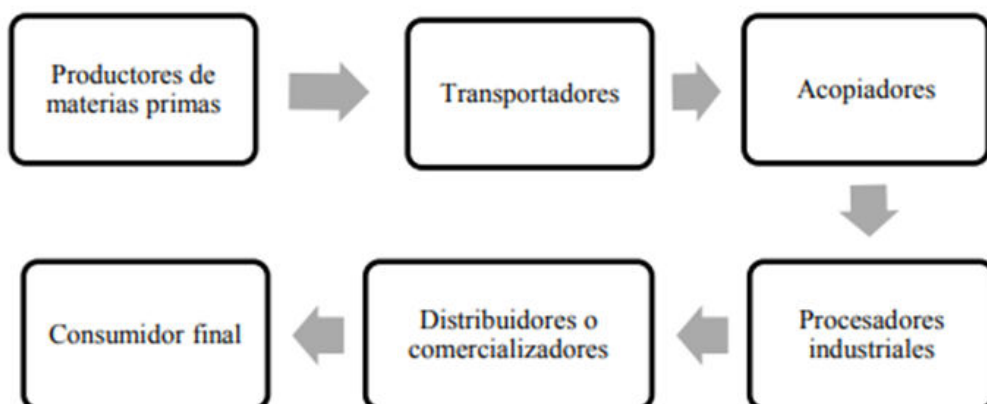 Productores de
materias primas
Transportadores
Acopiadores
Procesadores
industriales
Distribuidores o
comercializadores
Consumidor final